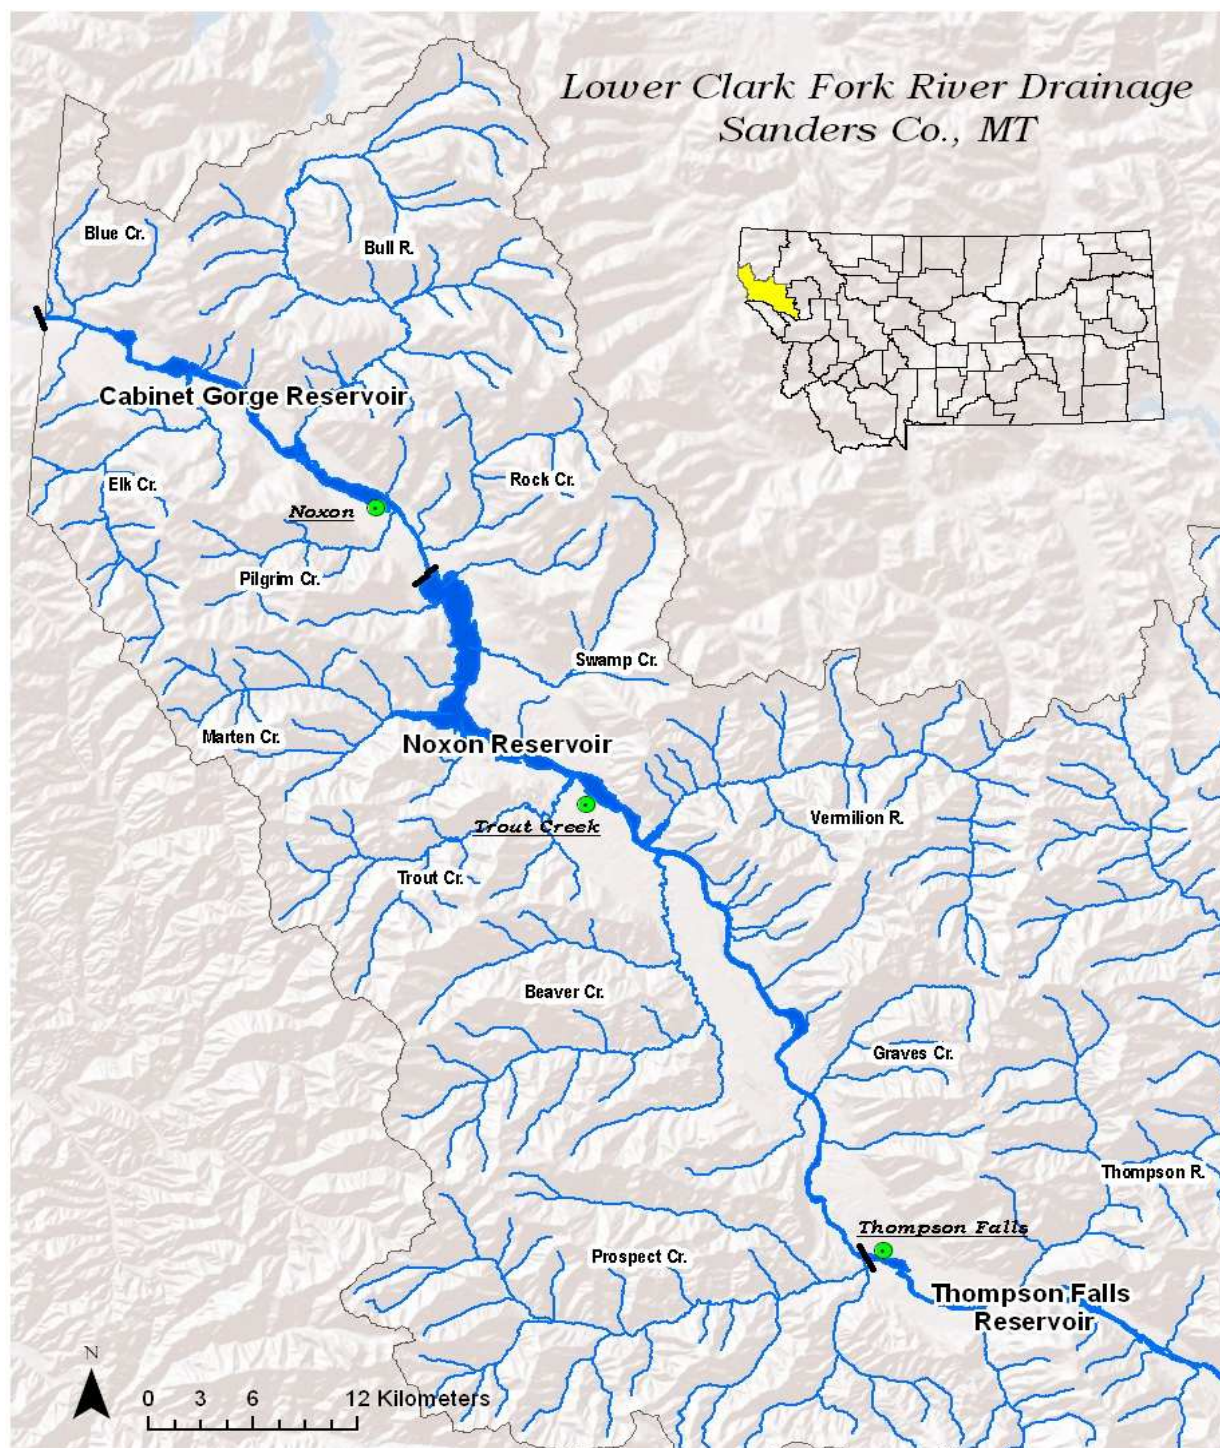 Lower Clark Fork River Drainage
Sanders Co., MT
Blue Cr.
Bull R.
Cabinet Gorge Reservoir
Elk Cr.
Rock Cr.
Noxon
Pilgrim Cr.
Swamp Cr.
Marten Cr.
Noxon Reservoir
Vermilion R.
Trout Creek
Trout Cr.
Beaver Cr.
Graves Cr.
Thompson R.
Thompson Falls
Prospect Cr.
Thompson Falls
Reservoir
N
0 3 6 12 Kilometers